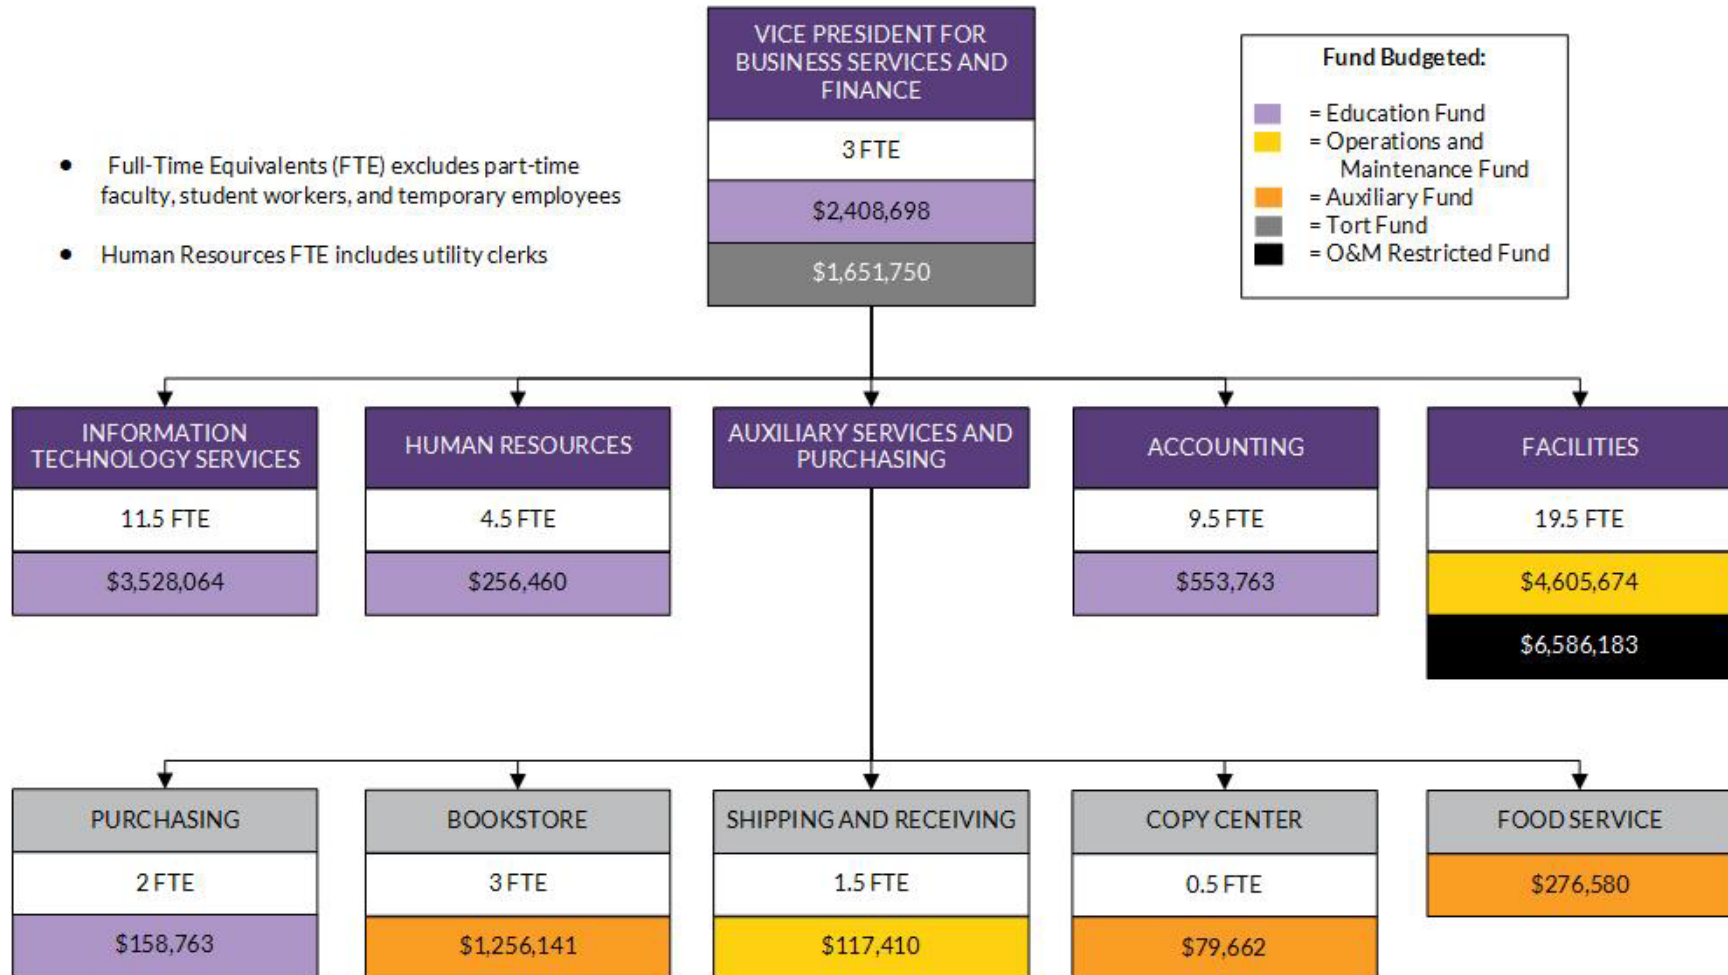 VICE PRESIDENT FOR
BUSINESS SERVICES AND
FINANCE
3 FTE
$2,408,698
$1,651,750
• Full-Time Equivalents (FTE) excludes part-time
faculty, student workers, and temporary employees
• Human Resources FTE includes utility clerks
Fund Budgeted:
= Education Fund
= Operations and
Maintenance Fund
= Auxiliary Fund
= Tort Fund
= O&M Restricted Fund
INFORMATION
TECHNOLOGY SERVICES
11.5 FTE
$3,528,064
HUMAN RESOURCES
4.5 FTE
$256,460
AUXILIARY SERVICES AND
PURCHASING
ACCOUNTING
9.5 FTE
$553,763
FACILITIES
19.5 FTE
$4,605,674
$6,586,183
PURCHASING
2 FTE
$158,763
BOOKSTORE
3 FTE
$1,256,141
SHIPPING AND RECEIVING
1.5 FTE
$117,410
COPY CENTER
0.5 FTE
$79,662
FOOD SERVICE
$276,580